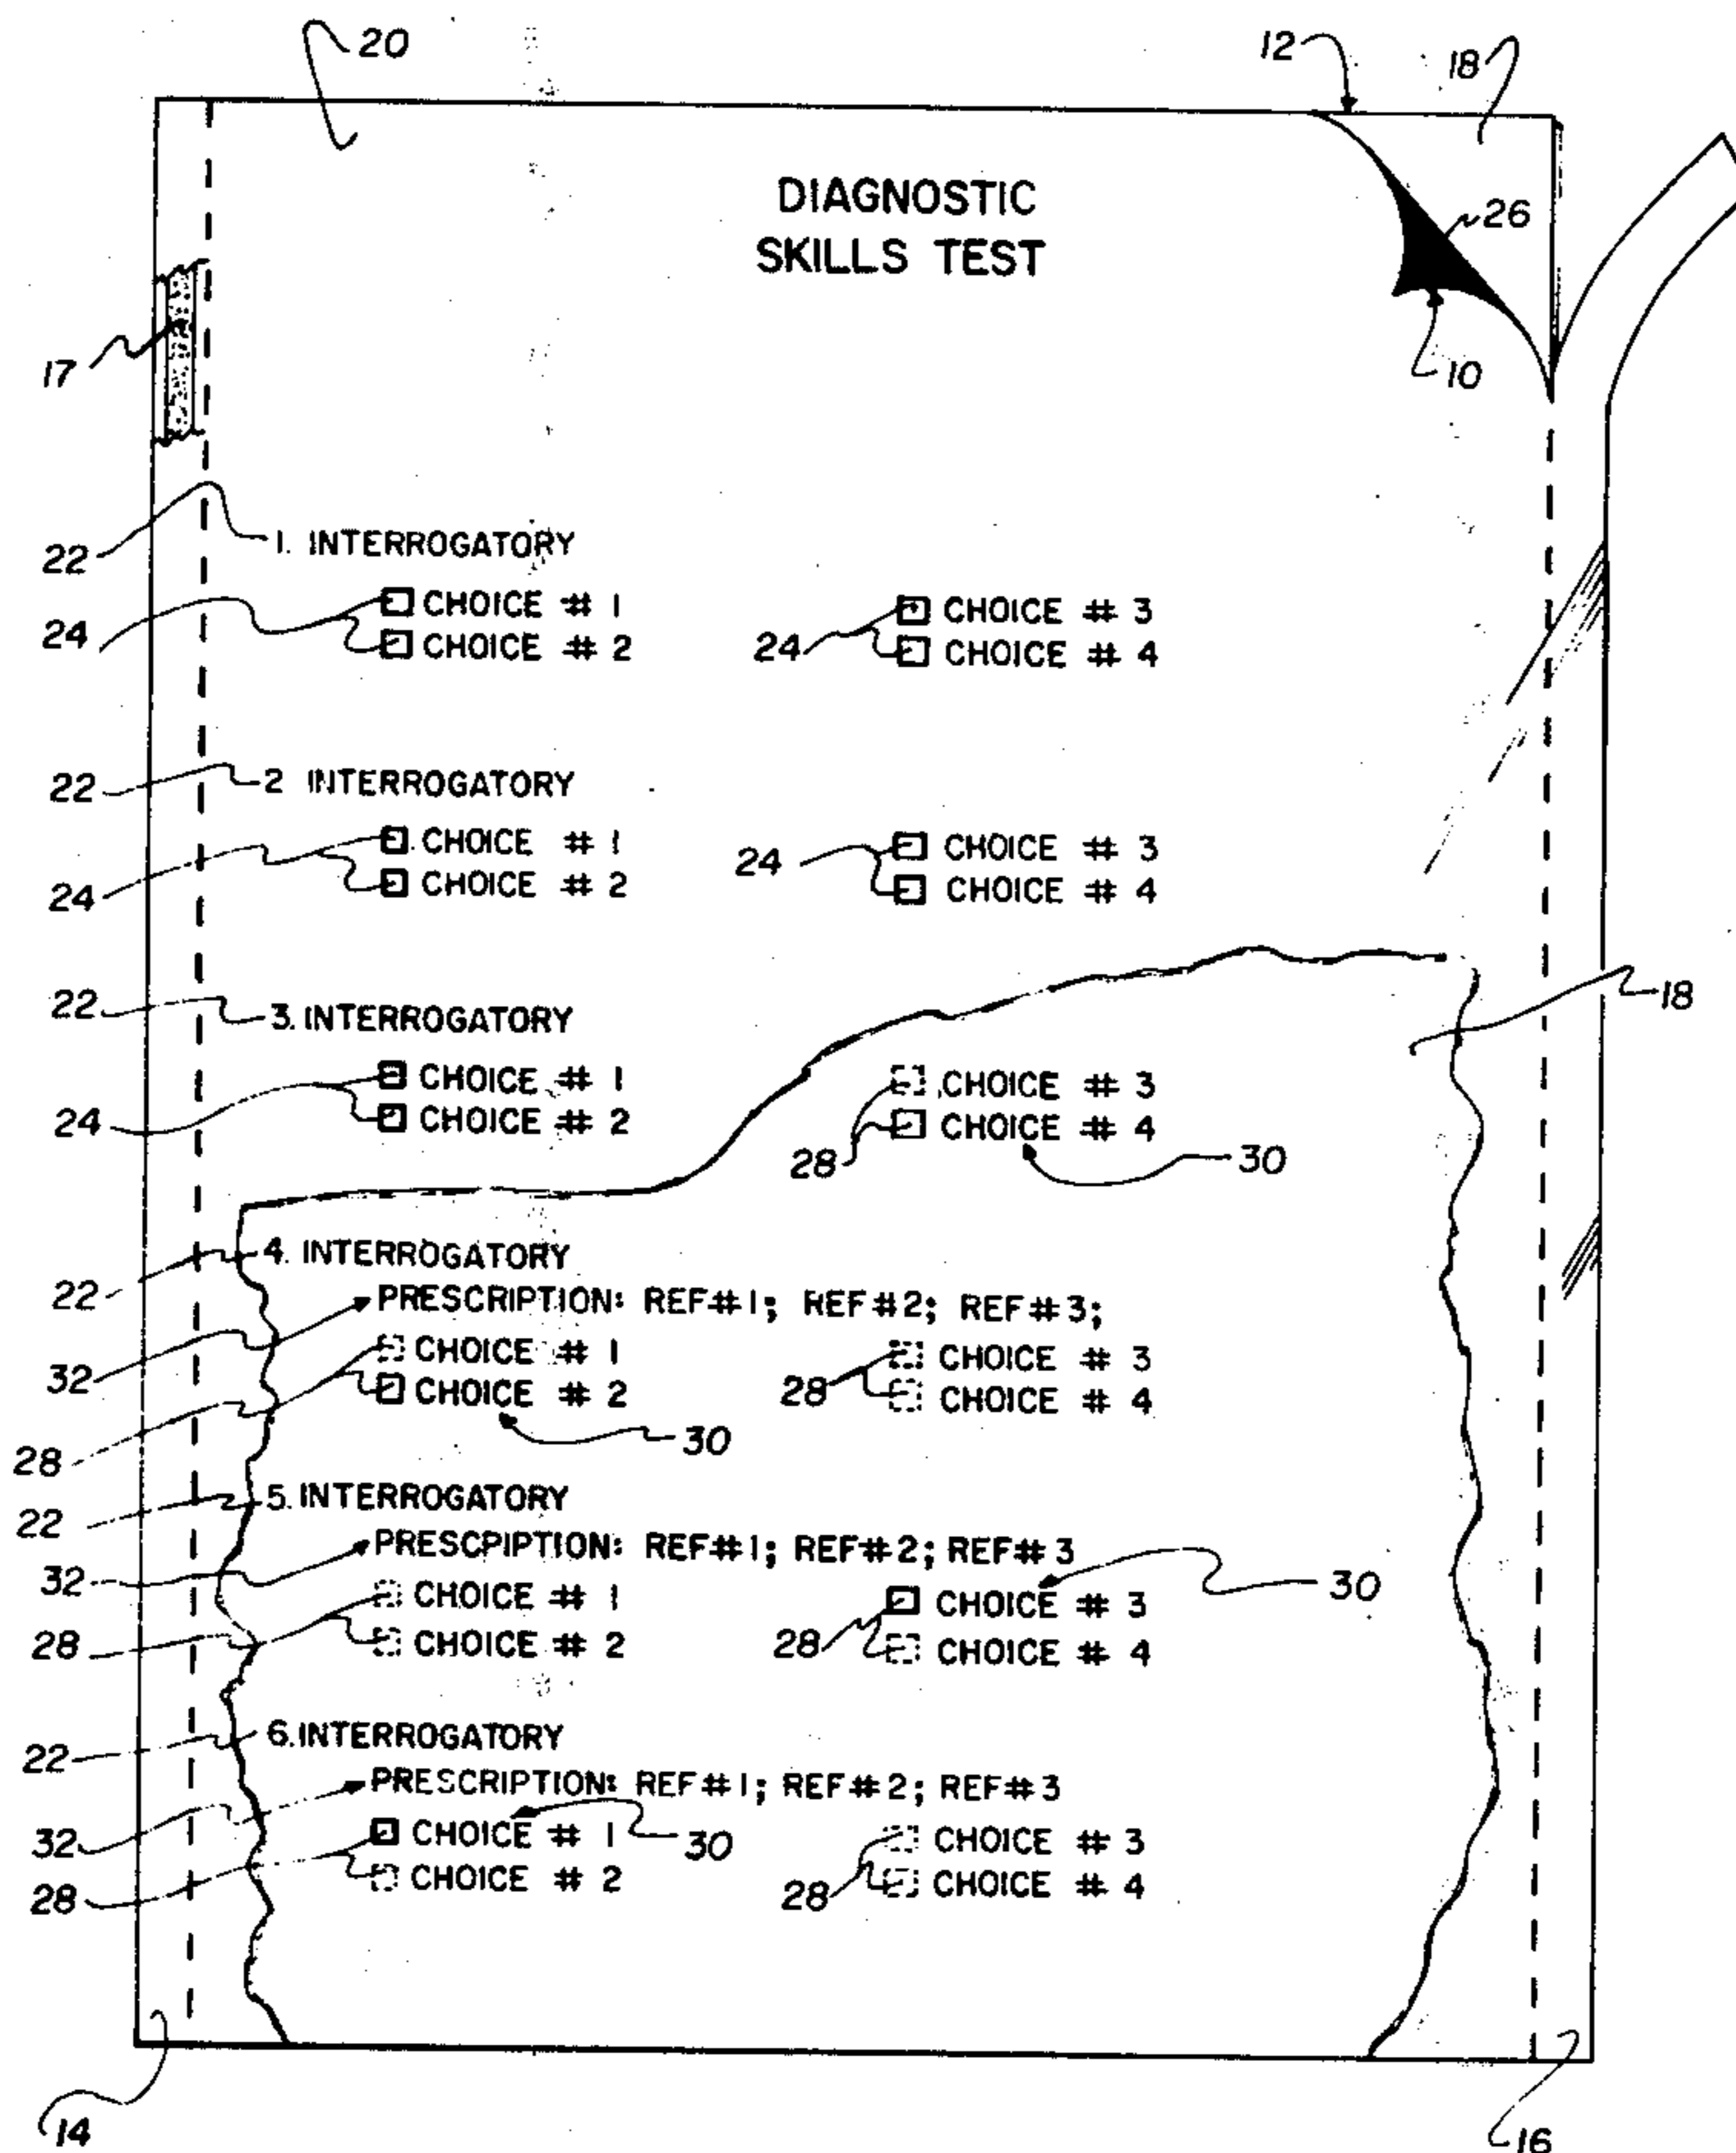 20
12
18
DIAGNOSTIC
SKILLS TEST
26
17
10
22
1. INTERROGATORY
24
CHOICE # 1
24
CHOICE # 3
CHOICE # 2
CHOICE # 4
22
2 INTERROGATORY
24
CHOICE # 1
24
CHOICE # 3
CHOICE # 2
CHOICE # 4
22
3. INTERROGATORY
18
24
CHOICE # 1
CHOICE # 3
CHOICE # 2
28
CHOICE # 4
30
22
4. INTERROGATORY
32
PRESCRIPTION: REF#1; REF#2; REF#3;
28
CHOICE # 1
28
CHOICE # 3
CHOICE # 2
CHOICE # 4
30
22
5. INTERROGATORY
32
PRESCPIPTION: REF#1; REF#2; REF#3
30
28
CHOICE # 1
28
CHOICE # 3
CHOICE # 2
CHOICE # 4
22
6. INTERROGATORY
32
PRESCRIPTION: REF#1; REF#2; REF#3
28
CHOICE # 1
30
28
CHOICE # 3
CHOICE # 2
CHOICE # 4
14
16